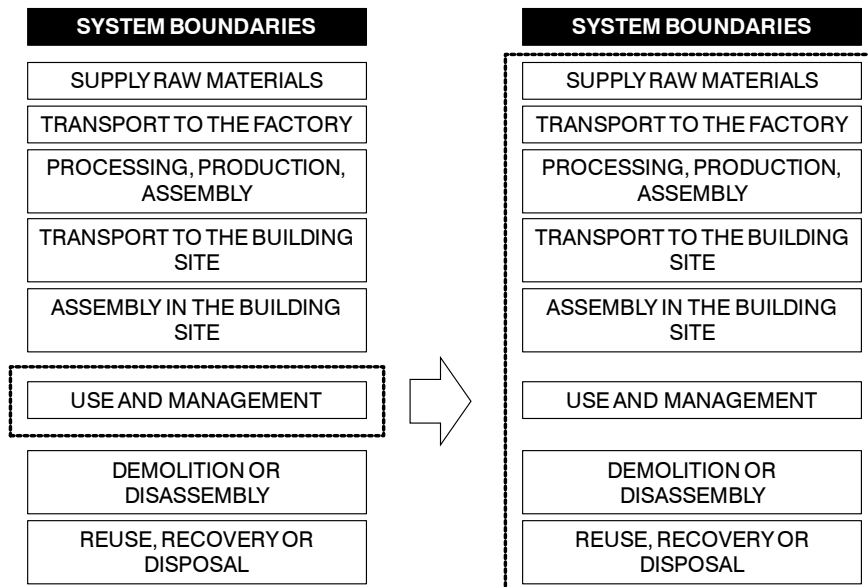 SYSTEM BOUNDARIES
SUPPLY RAW MATERIALS
TRANSPORT TO THE FACTORY
PROCESSING, PRODUCTION,
ASSEMBLY
TRANSPORT TO THE BUILDING
SITE
ASSEMBLY IN THE BUILDING
SITE
USE AND MANAGEMENT
DEMOLITION OR
DISASSEMBLY
REUSE, RECOVERY OR
DISPOSAL
SYSTEM BOUNDARIES
SUPPLY RAW MATERIALS
TRANSPORT TO THE FACTORY
PROCESSING, PRODUCTION,
ASSEMBLY
TRANSPORT TO THE BUILDING
SITE
ASSEMBLY IN THE BUILDING
SITE
USE AND MANAGEMENT
DEMOLITION OR
DISASSEMBLY
REUSE, RECOVERY OR
DISPOSAL